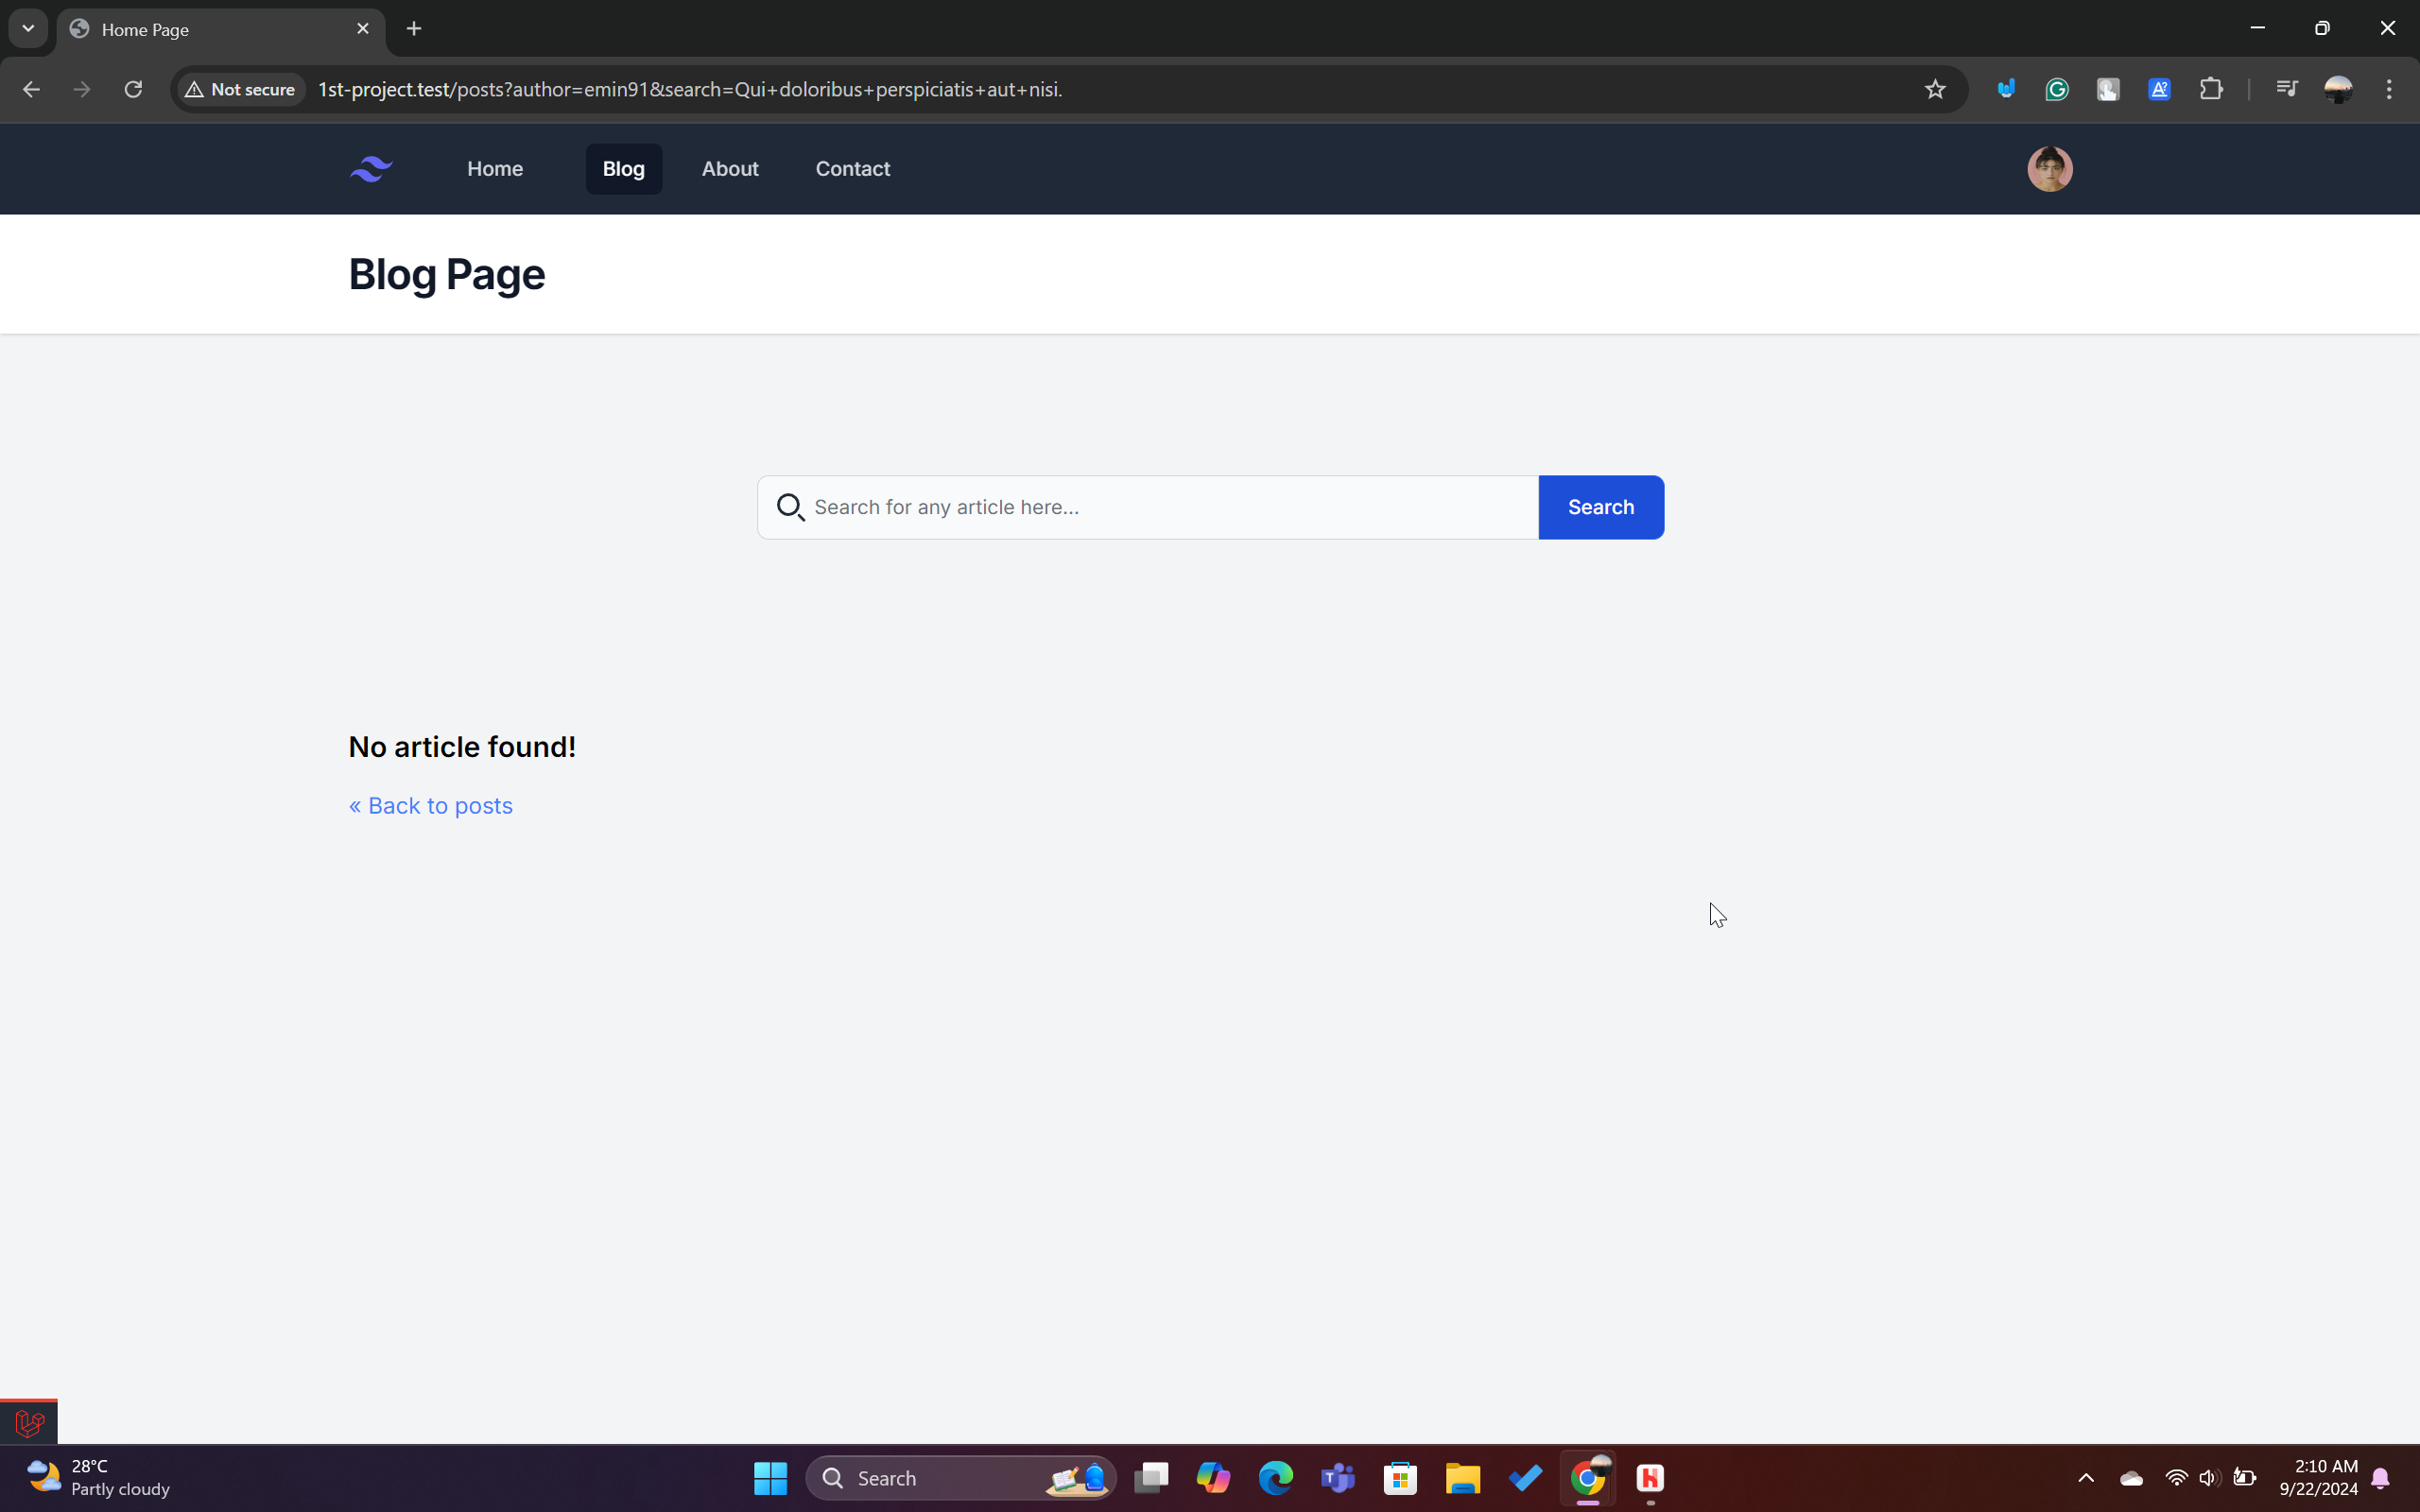 Home Page
Not secure
1st-project.test/posts?author=emin91&search=Qui+doloribus+perspiciatis+aut+nisi.
Home
Blog
About
Contact
Blog Page
Search for any article here...
Search
No article found!
« Back to posts
28°C
Partly cloudy
Search
2:10 AM
9/22/2024